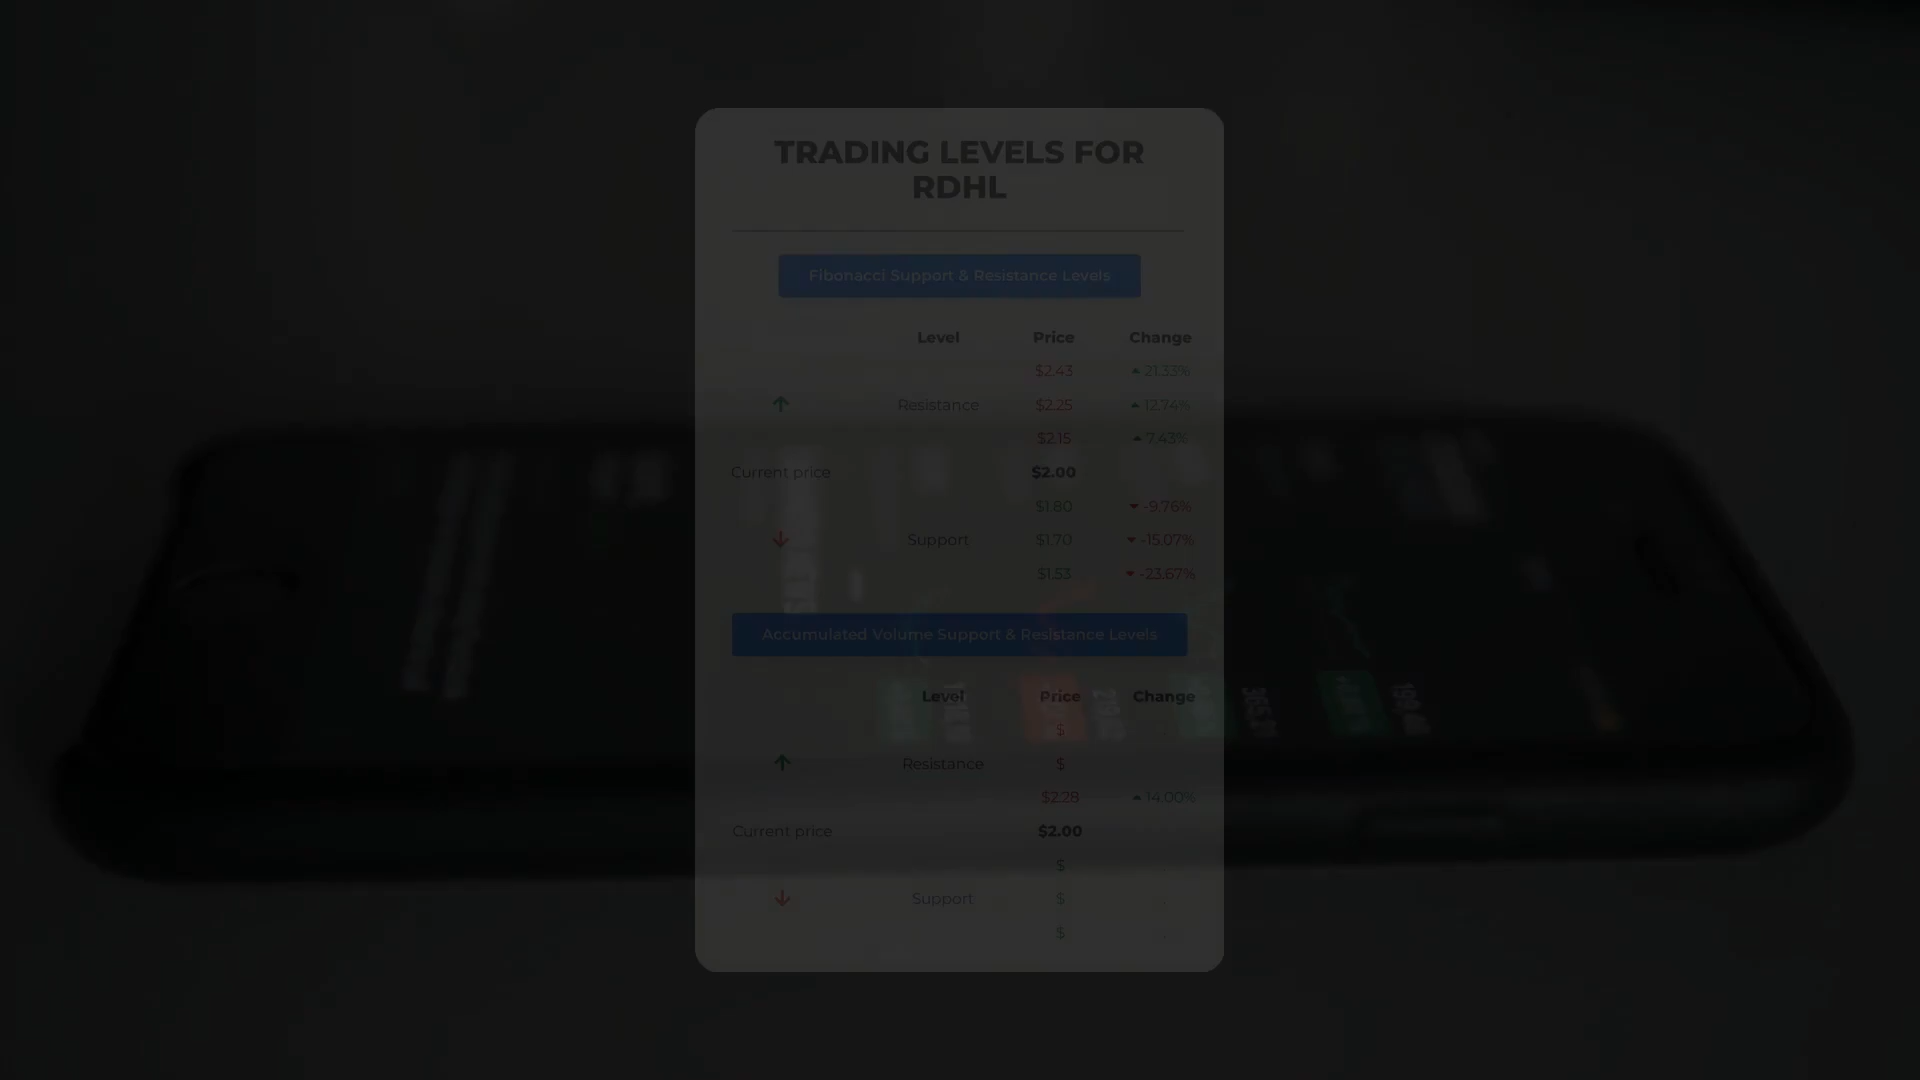 TRADING LEVELS FOR
RDHL
Fibonacci Support & Resistance Levels
Level Price Change
$2.43 21.33%
Resistance $2.25 12.74%
$2.15 7.43%
Current price $2.00
$1.80 -9.76%
Support $1.70 -15.07%
$1.53 -23.67%
Accumulated Volume Support & Resistance Levels
Level Price Change
$
Resistance $
$2.28 14.00%
Current price $2.00
$
Support $
$